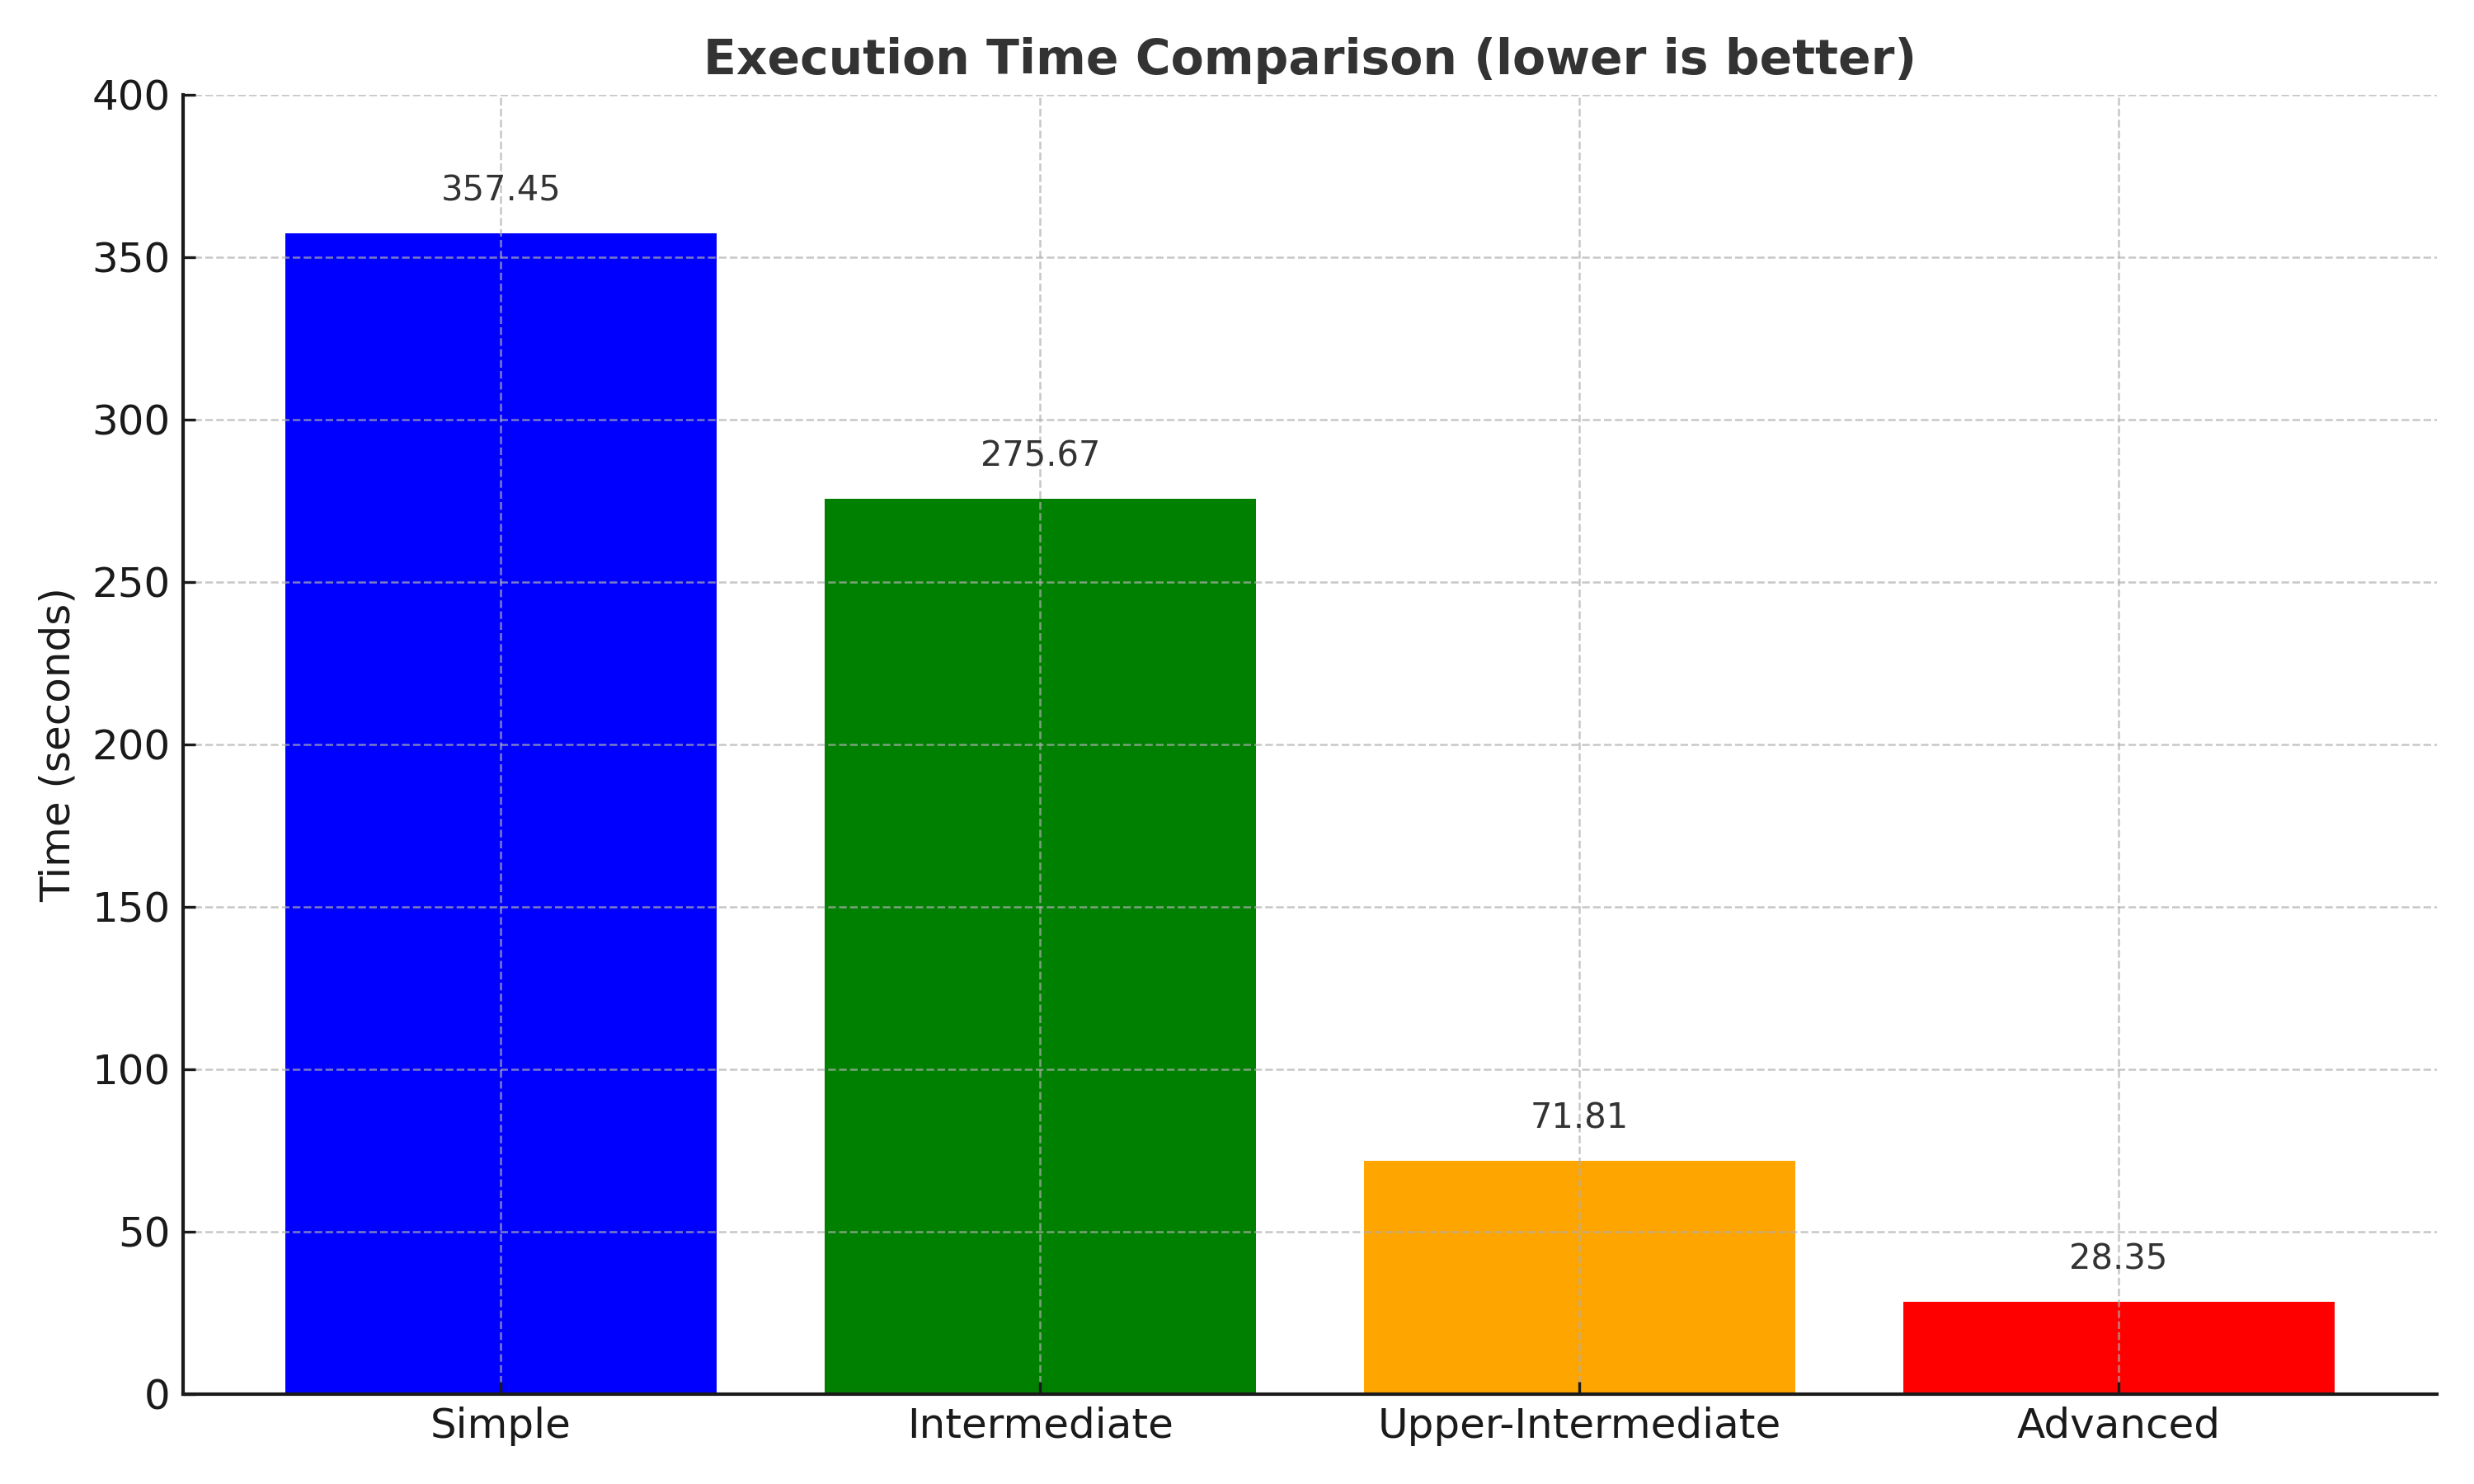 Execution Time Comparison (lower is better)
Time (seconds)
400
350
300
250
200
150
100
50
0
357.45
275.67
71.81
28.35
Simple
Intermediate
Upper-Intermediate
Advanced